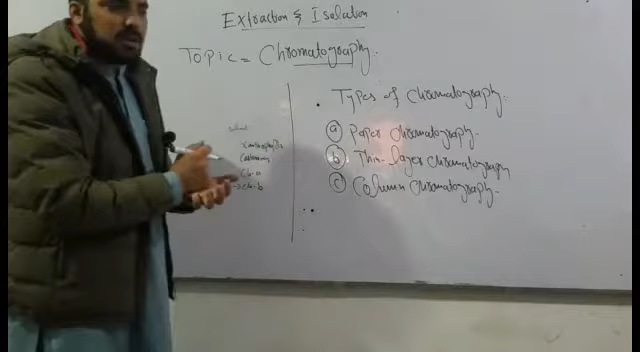 Extraction & Isolation
Topic = Chromatography.
Types of Chromatography.
(a) Paper Chromatography.
(b) Thin-layer Chromatography
(c) Column Chromatography.